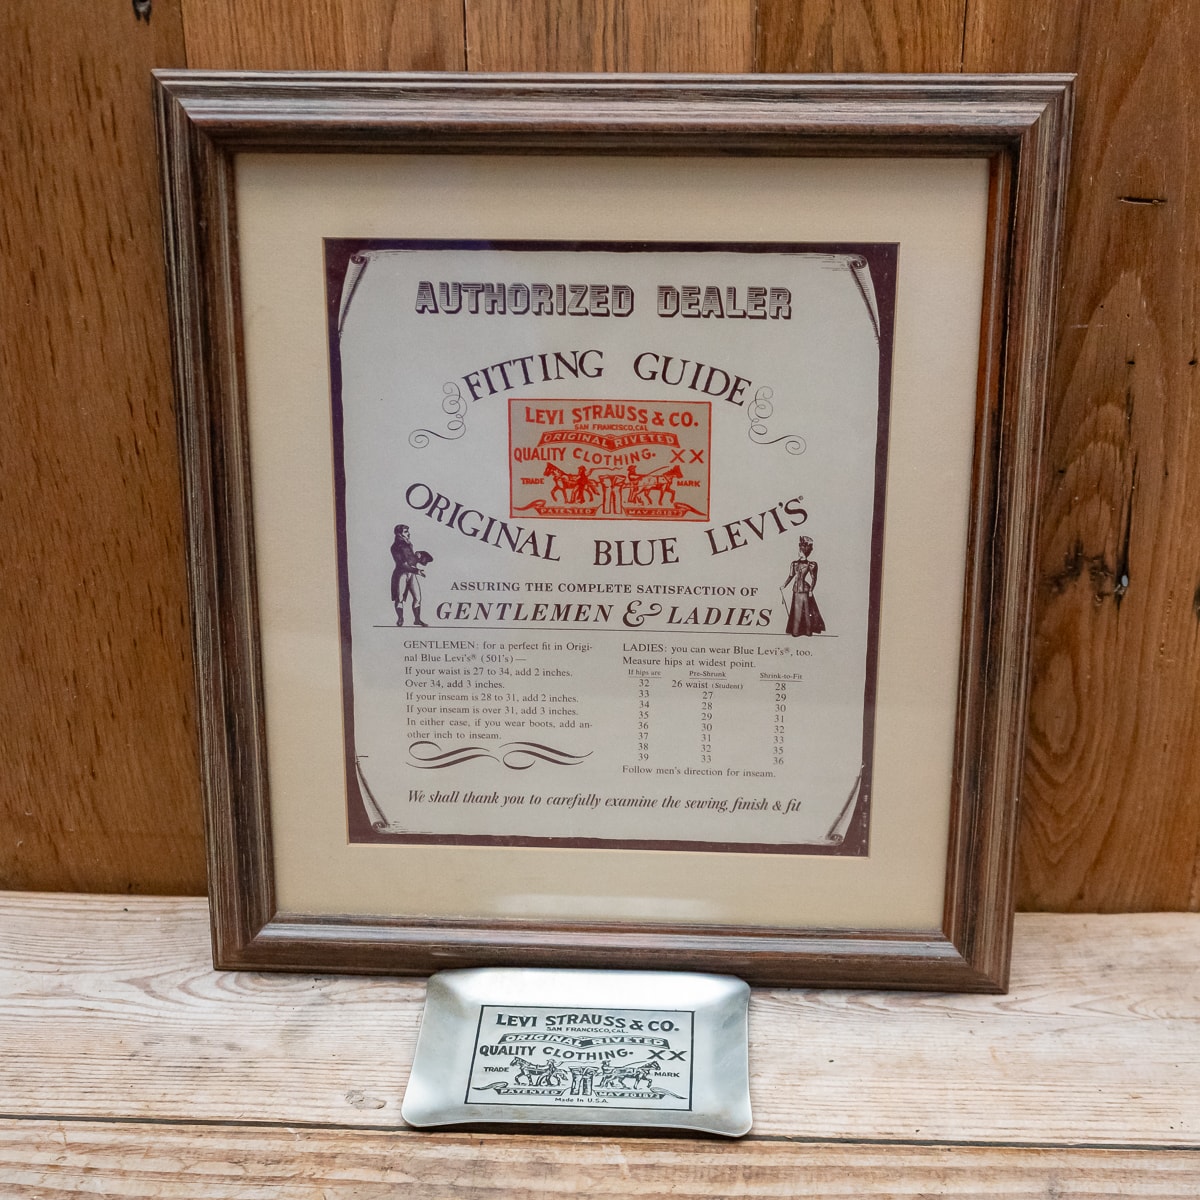 AUTHORIZED DEALER
FITTING GUIDE
LEVI STRAUSS & CO.
SAN FRANCISCO, CAL.
ORIGINAL RIVETED
QUALITY CLOTHING. XX
TRADE MARK
PATENTED MAY 20 1873
ORIGINAL BLUE LEVI'S®
ASSURING THE COMPLETE SATISFACTION OF
GENTLEMEN & LADIES
GENTLEMEN: for a perfect fit in Origi-
nal Blue Levi's® (501's) —
If your waist is 27 to 34, add 2 inches.
Over 34, add 3 inches.
If your inseam is 28 to 31, add 2 inches.
If your inseam is over 31, add 3 inches.
In either case, if you wear boots, add an-
other inch to inseam.
LADIES: you can wear Blue Levi's®, too.
Measure hips at widest point.
If hips are Pre-Shrunk Shrink-to-Fit
32 26 waist (Student) 28
33 27 29
34 28 30
35 29 31
36 30 32
37 31 33
38 32 35
39 33 36
Follow men's direction for inseam.
We shall thank you to carefully examine the sewing, finish & fit
LEVI STRAUSS & CO.
SAN FRANCISCO, CAL.
ORIGINAL RIVETED
QUALITY CLOTHING. XX
TRADE MARK
PATENTED MAY 20 1873
Made In U.S.A.